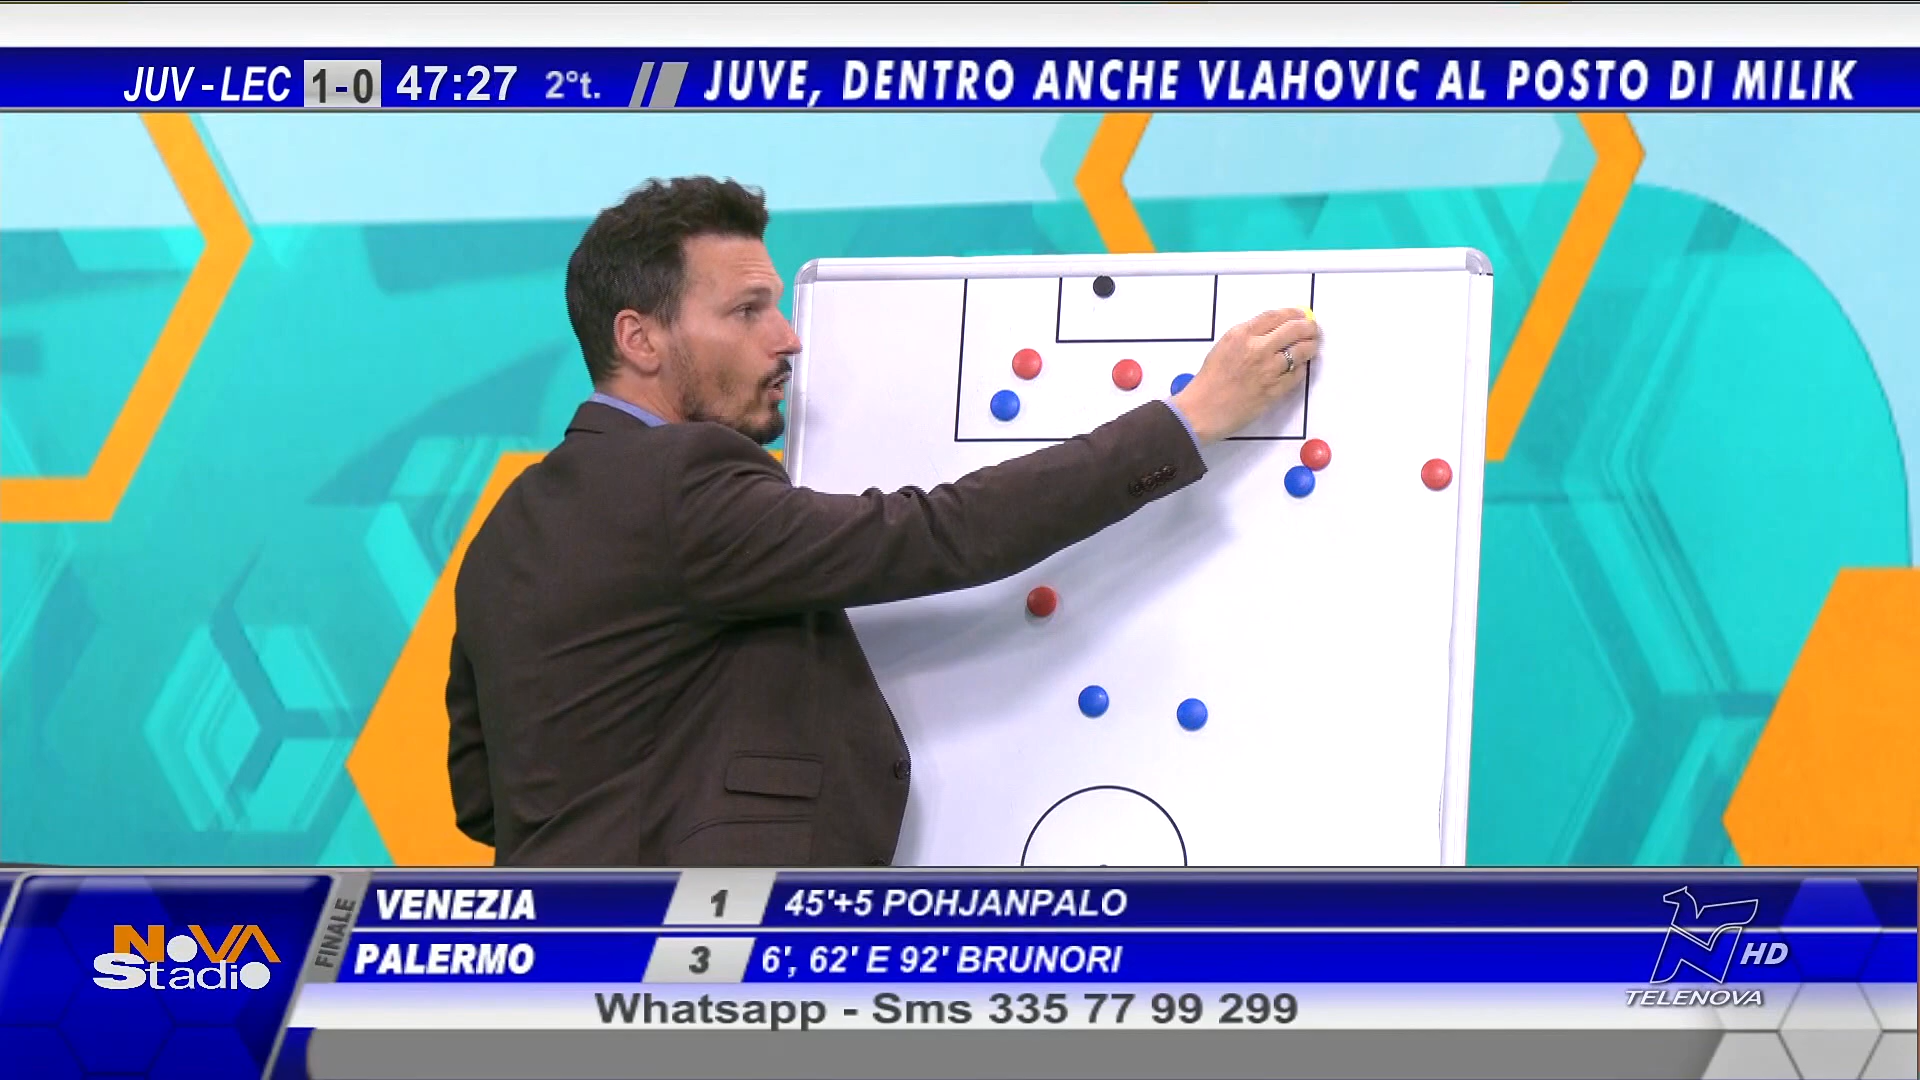 JUV - LEC 1-0 47:27 2°t. // JUVE, DENTRO ANCHE VLAHOVIC AL POSTO DI MILIK
FINALE
VENEZIA 1 45'+5 POHJANPALO
PALERMO 3 6', 62' E 92' BRUNORI
NOVA
Stadio
HD
TELENOVA
Whatsapp - Sms 335 77 99 299